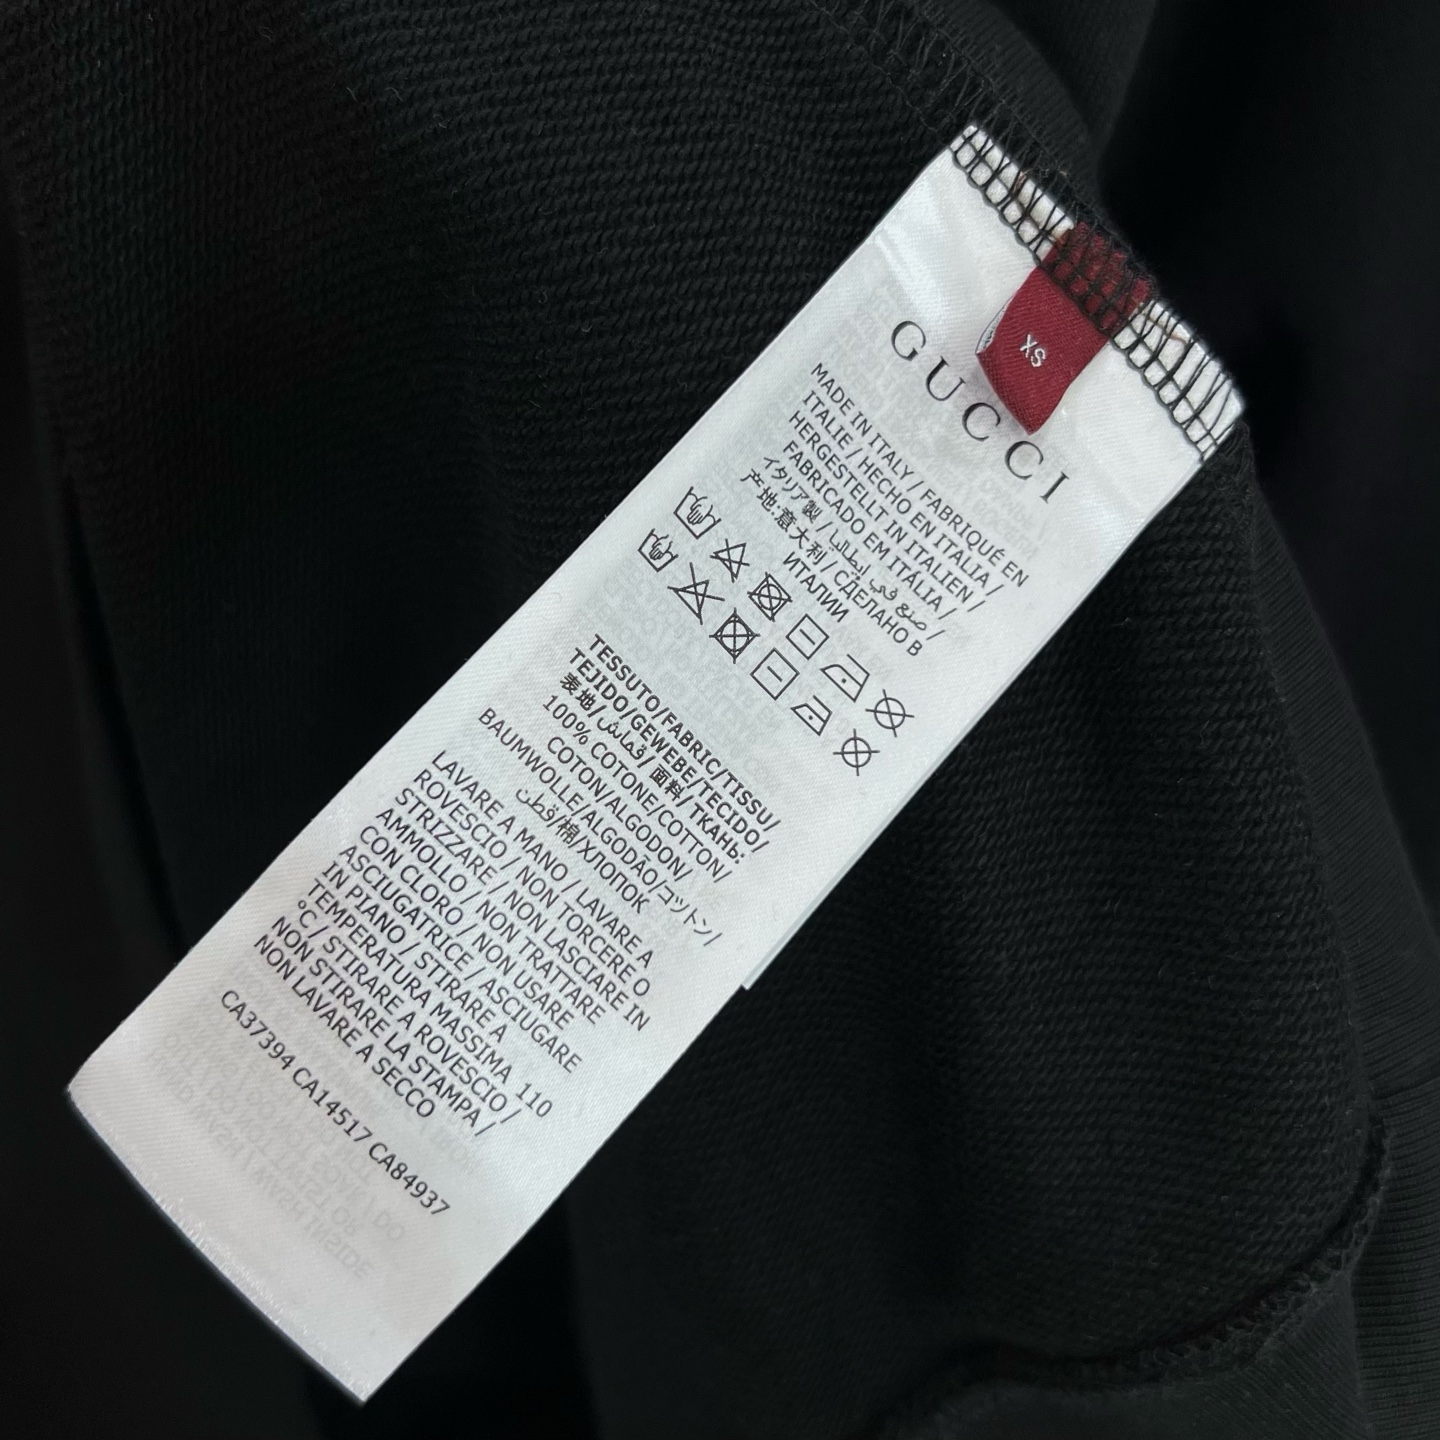 XS
GUCCI
MADE IN ITALY / FABRIQUÉ EN
ITALIE / HECHO EN ITALIA /
HERGESTELLT IN ITALIEN /
FABRICADO EM ITÁLIA /
イタリア製 / صنع في إيطاليا /
产地:意大利 / СДЕЛАНО В
ИТАЛИИ
TESSUTO/FABRIC/TISSU/
TEJIDO/GEWEBE/TECIDO/
表地/قماش/面料/ТКАНЬ:
100% COTONE/COTTON/
COTON/ALGODON/
BAUMWOLLE/ALGODÃO/コットン/
قطن/棉/ХЛОПОК
LAVARE A MANO / LAVARE A
ROVESCIO / NON TORCERE O
STRIZZARE / NON LASCIARE IN
AMMOLLO / NON TRATTARE
CON CLORO / NON USARE
ASCIUGATRICE / ASCIUGARE
IN PIANO / STIRARE A
TEMPERATURA MASSIMA 110
°C / STIRARE A ROVESCIO /
NON STIRARE LA STAMPA /
NON LAVARE A SECCO
CA37394 CA14517 CA84937